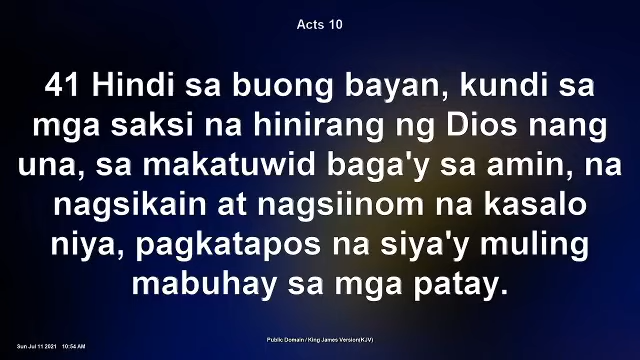 Acts 10
41 Hindi sa buong bayan, kundi sa
mga saksi na hinirang ng Dios nang
una, sa makatuwid baga'y sa amin, na
nagsikain at nagsiinom na kasalo
niya, pagkatapos na siya'y muling
mabuhay sa mga patay.
Public Domain / King James Version(KJV)
Sun Jul 11 2021 10:54 AM